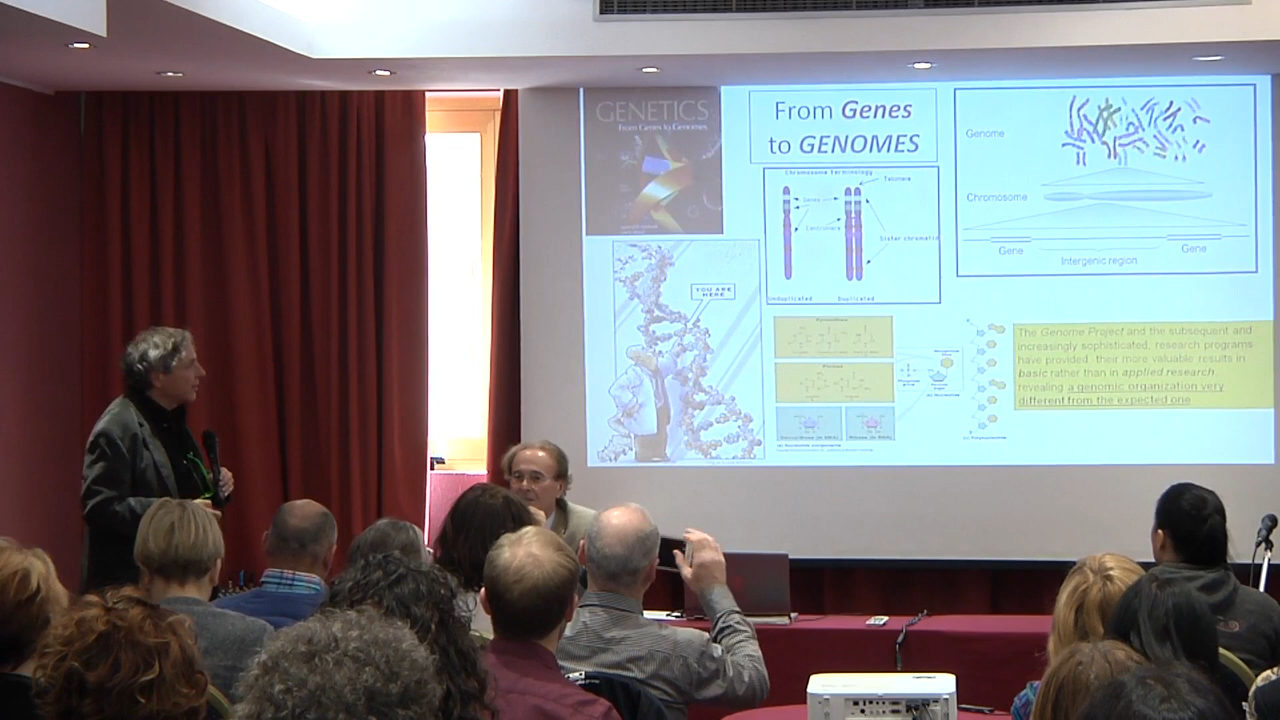 GENETICS
From Genes to Genomes
From Genes
to GENOMES
Chromosome Terminology
Telomere
Genes
Centromere
Sister chromatid
Unduplicated
Duplicated
Genome
Chromosome
Gene
Gene
Intergenic region
YOU ARE
HERE
The Genome Project and the subsequent and
increasingly sophisticated, research programs
have provided their more valuable results in
basic rather than in applied research
revealing a genomic organization very
different from the expected one